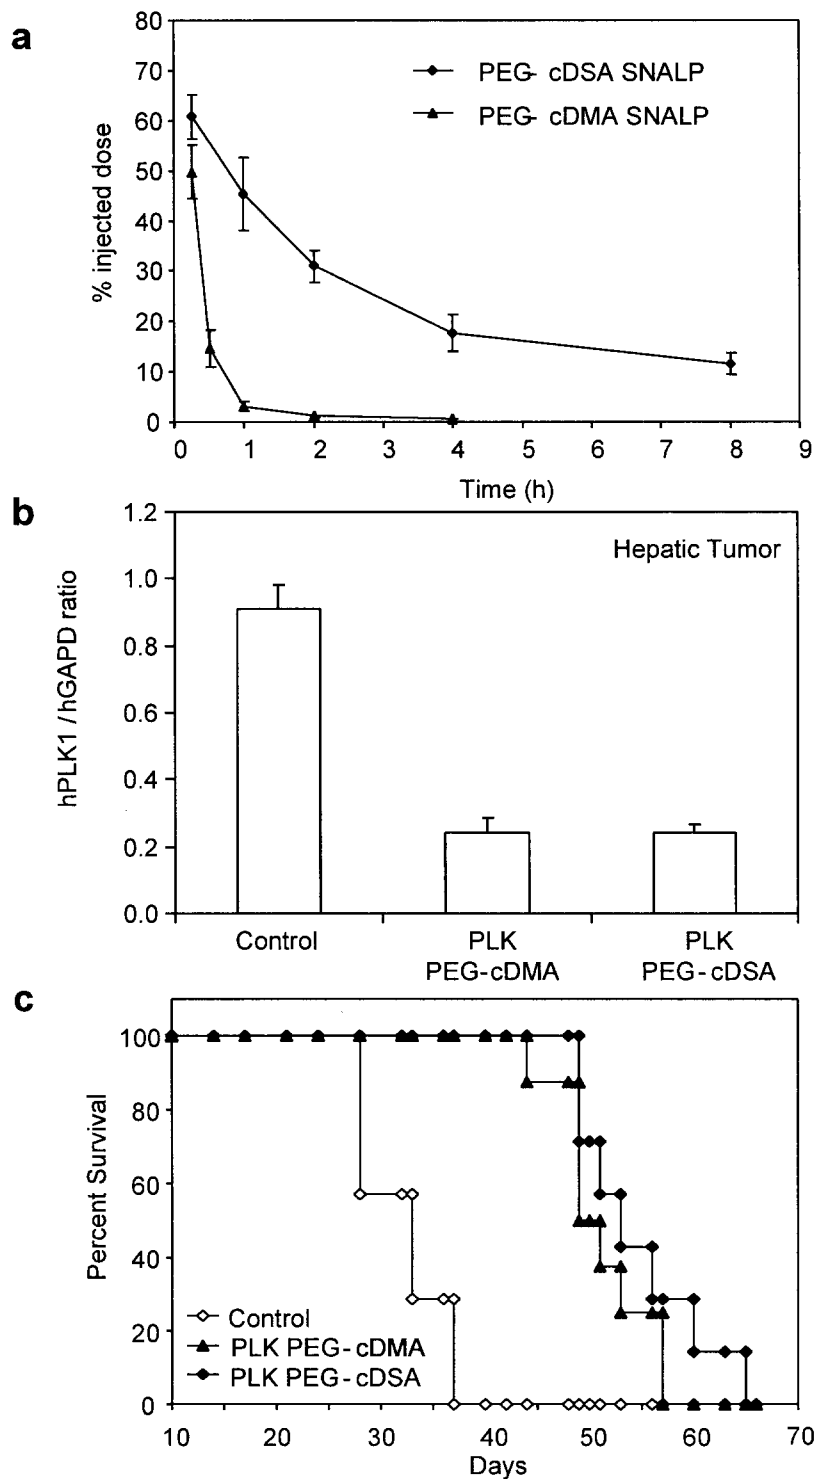 a
80
70
60
50
40
30
20
10
0
% injected dose
PEG- cDSA SNALP
PEG- cDMA SNALP
0 1 2 3 4 5 6 7 8 9
Time (h)
b
1.2
1.0
0.8
0.6
0.4
0.2
0.0
hPLK1 / hGAPD ratio
Hepatic Tumor
Control
PLK
PEG-cDMA
PLK
PEG-cDSA
c
100
80
60
40
20
0
Percent Survival
Control
PLK PEG-cDMA
PLK PEG-cDSA
10 20 30 40 50 60 70
Days